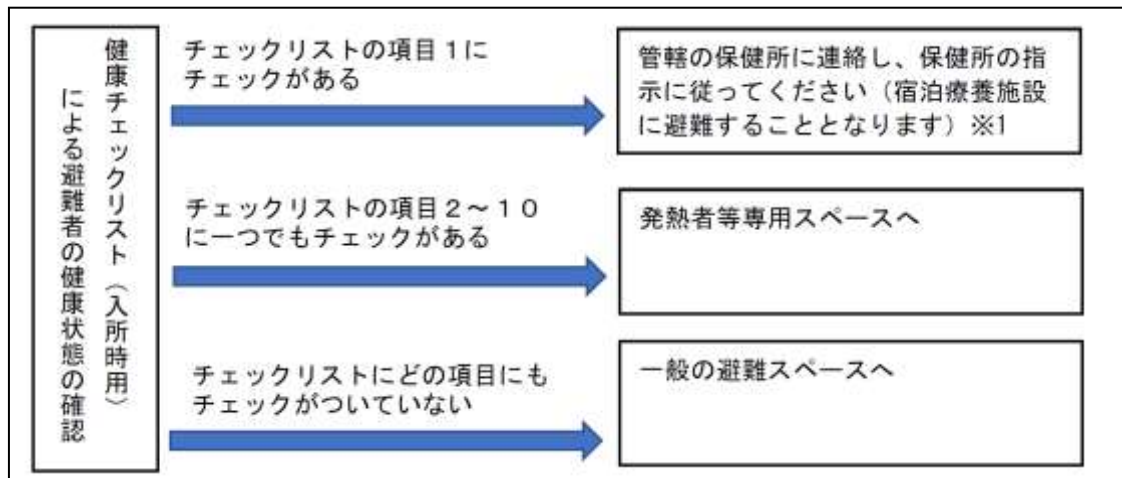 健康チェックリスト（入所時用）
による避難者の健康状態の確認
チェックリストの項目１に
チェックがある
管轄の保健所に連絡し、保健所の指
示に従ってください（宿泊療養施設
に避難することとなります）※1
チェックリストの項目２～１０
に一つでもチェックがある
発熱者等専用スペースへ
チェックリストにどの項目にも
チェックがついていない
一般の避難スペースへ